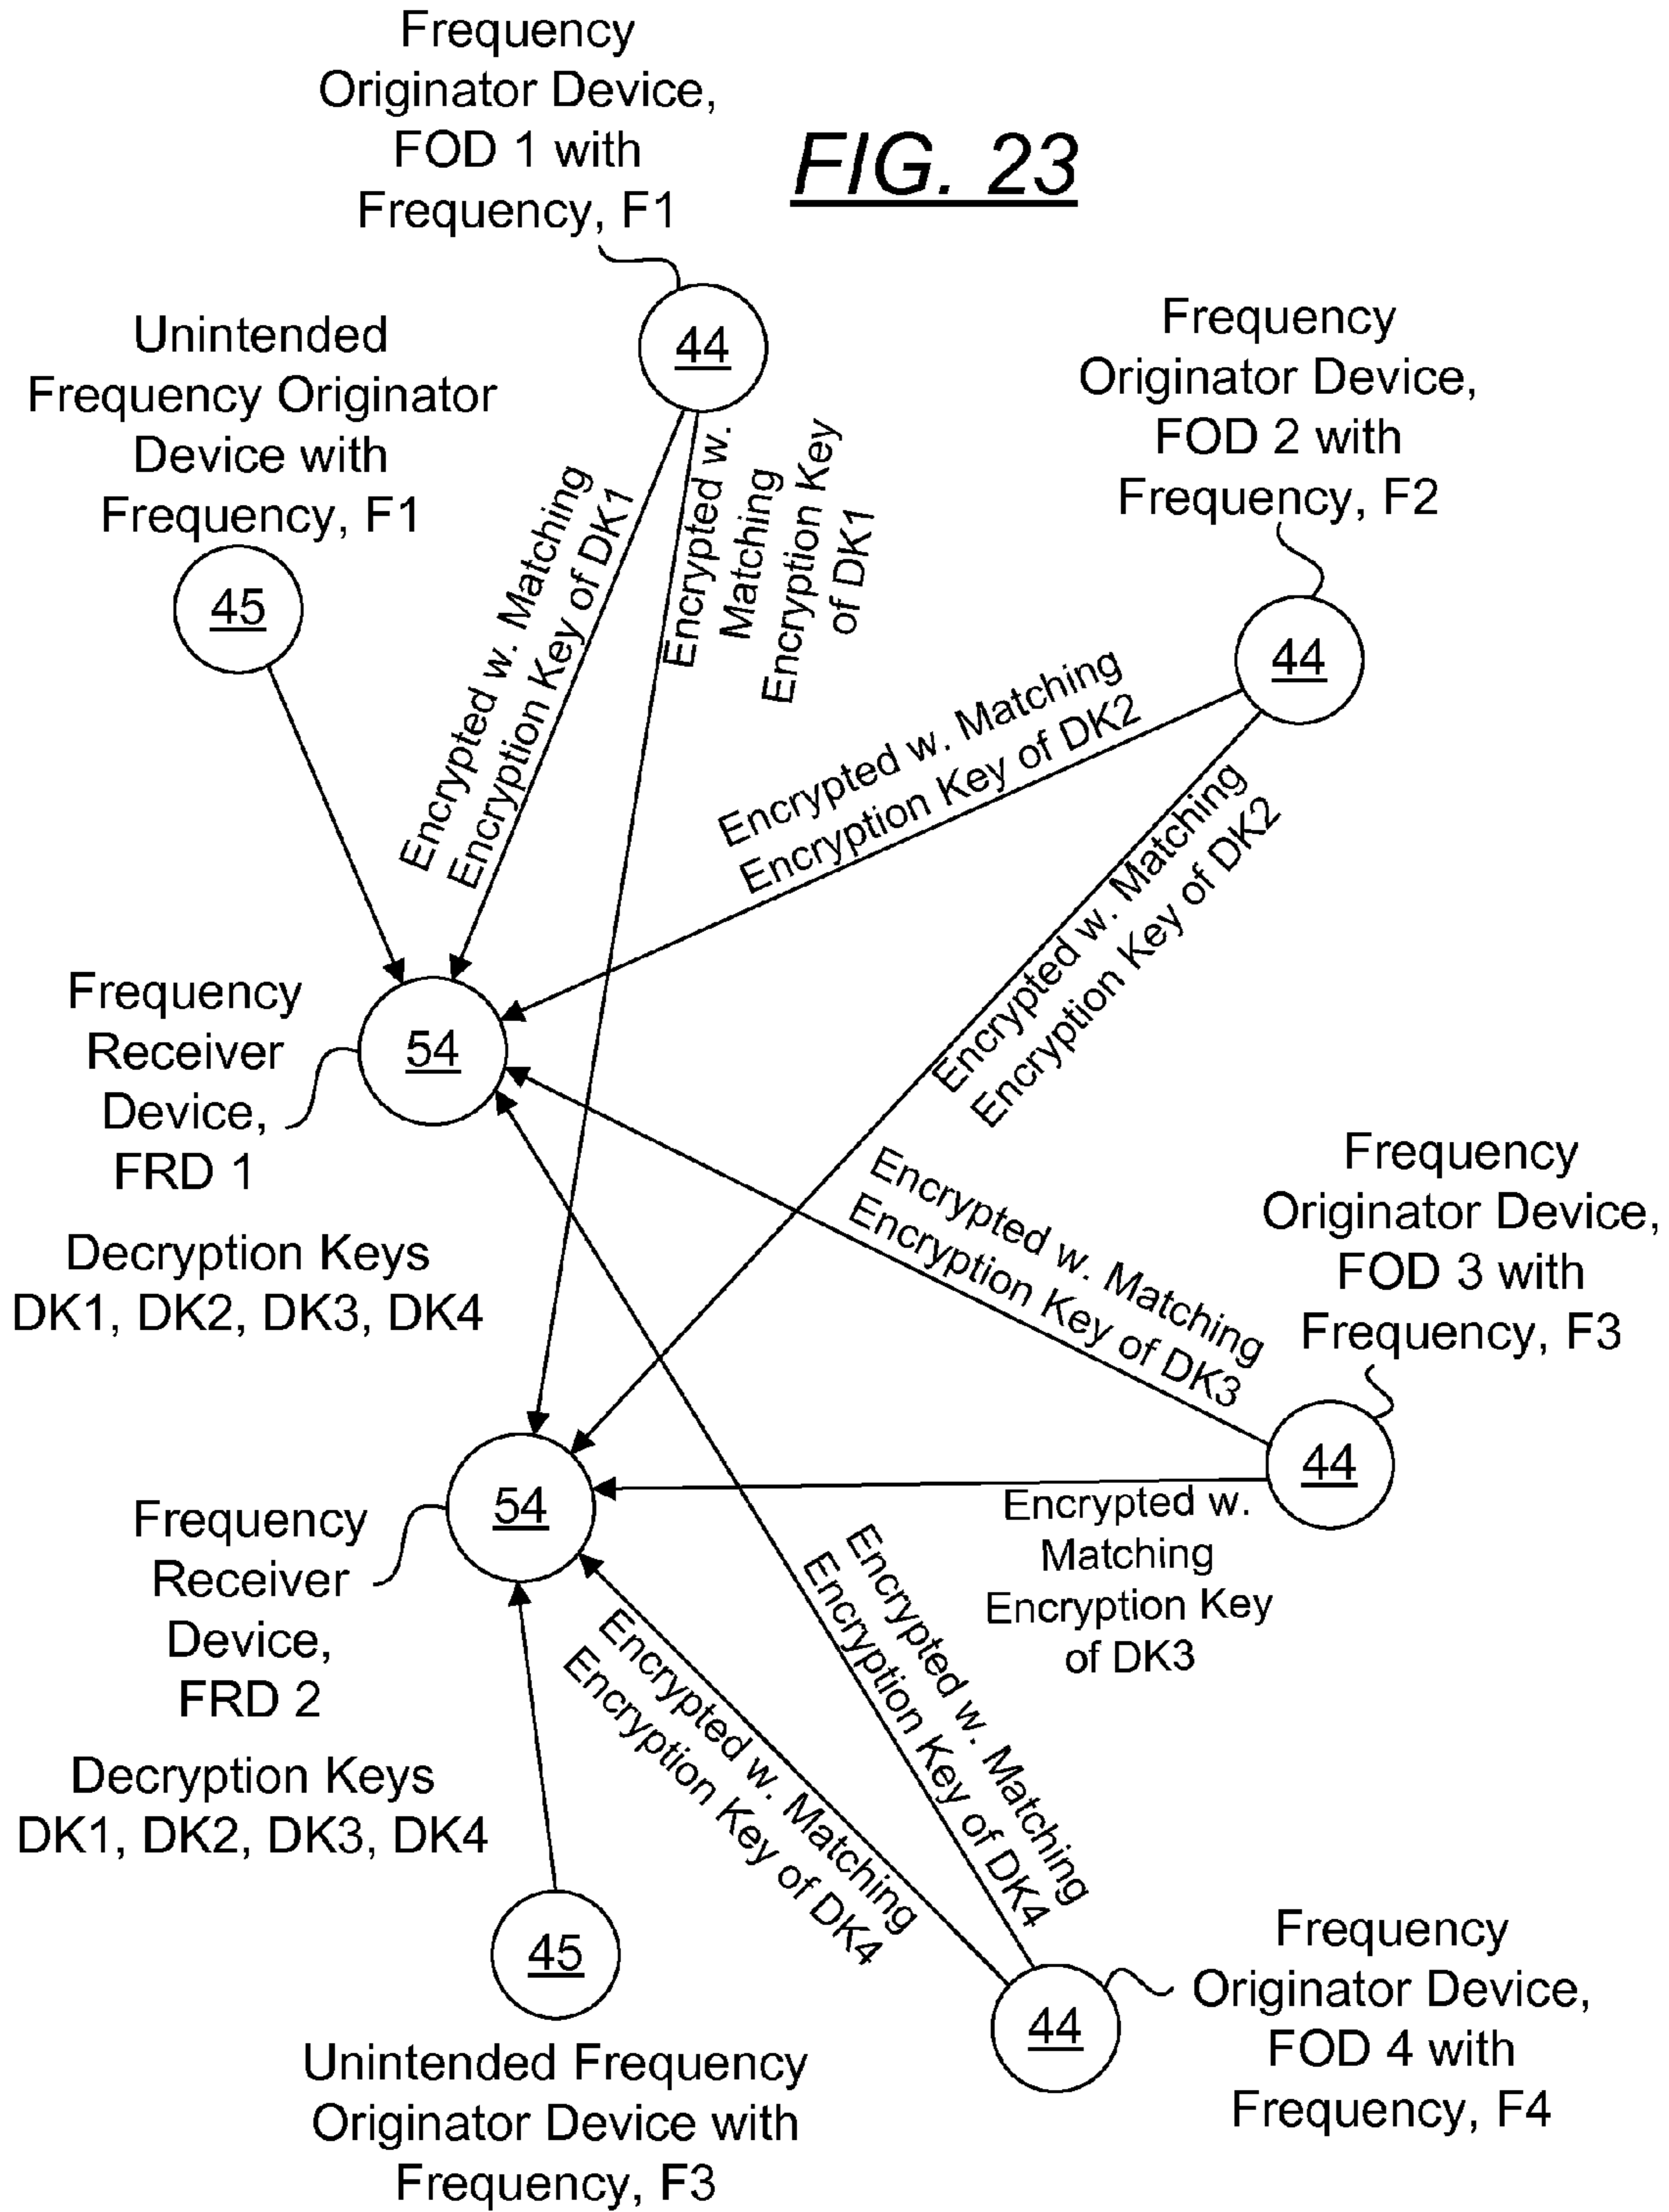 Frequency
Originator Device,
FOD 1 with
Frequency, F1
FIG. 23
44
Unintended
Frequency Originator
Device with
Frequency, F1
45
Frequency
Originator Device,
FOD 2 with
Frequency, F2
44
Encrypted w. Matching
Encryption Key of DK1
Encrypted w.
Matching
Encryption Key
of DK1
Encrypted w. Matching
Encryption Key of DK2
Encrypted w. Matching
Encryption Key of DK2
Frequency
Receiver
Device,
FRD 1
54
Decryption Keys
DK1, DK2, DK3, DK4
Encrypted w. Matching
Encryption Key of DK3
Frequency
Originator Device,
FOD 3 with
Frequency, F3
44
54
Encrypted w.
Matching
Encryption Key
of DK3
Frequency
Receiver
Device,
FRD 2
Decryption Keys
DK1, DK2, DK3, DK4
Encrypted w. Matching
Encryption Key of DK4
Encrypted w. Matching
Encryption Key of DK4
45
Unintended Frequency
Originator Device with
Frequency, F3
44
Frequency
Originator Device,
FOD 4 with
Frequency, F4